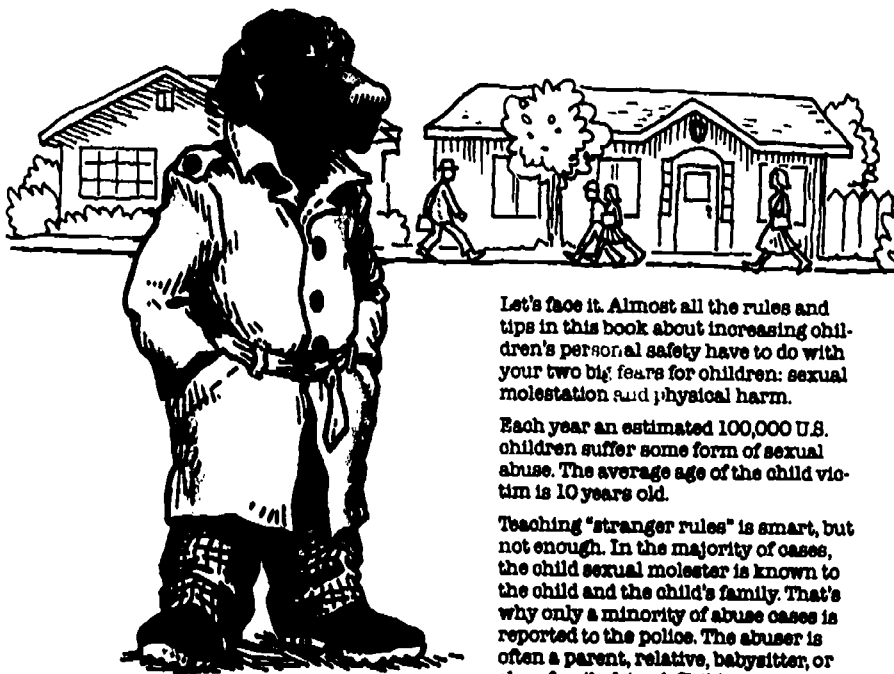 Let's face it. Almost all the rules and
tips in this book about increasing chil-
dren's personal safety have to do with
your two big fears for children: sexual
molestation and physical harm.
Each year an estimated 100,000 U.S.
children suffer some form of sexual
abuse. The average age of the child vic-
tim is 10 years old.
Teaching "stranger rules" is smart, but
not enough. In the majority of cases,
the child sexual molester is known to
the child and the child's family. That's
why only a minority of abuse cases is
reported to the police. The abuser is
often a parent, relative, babysitter, or